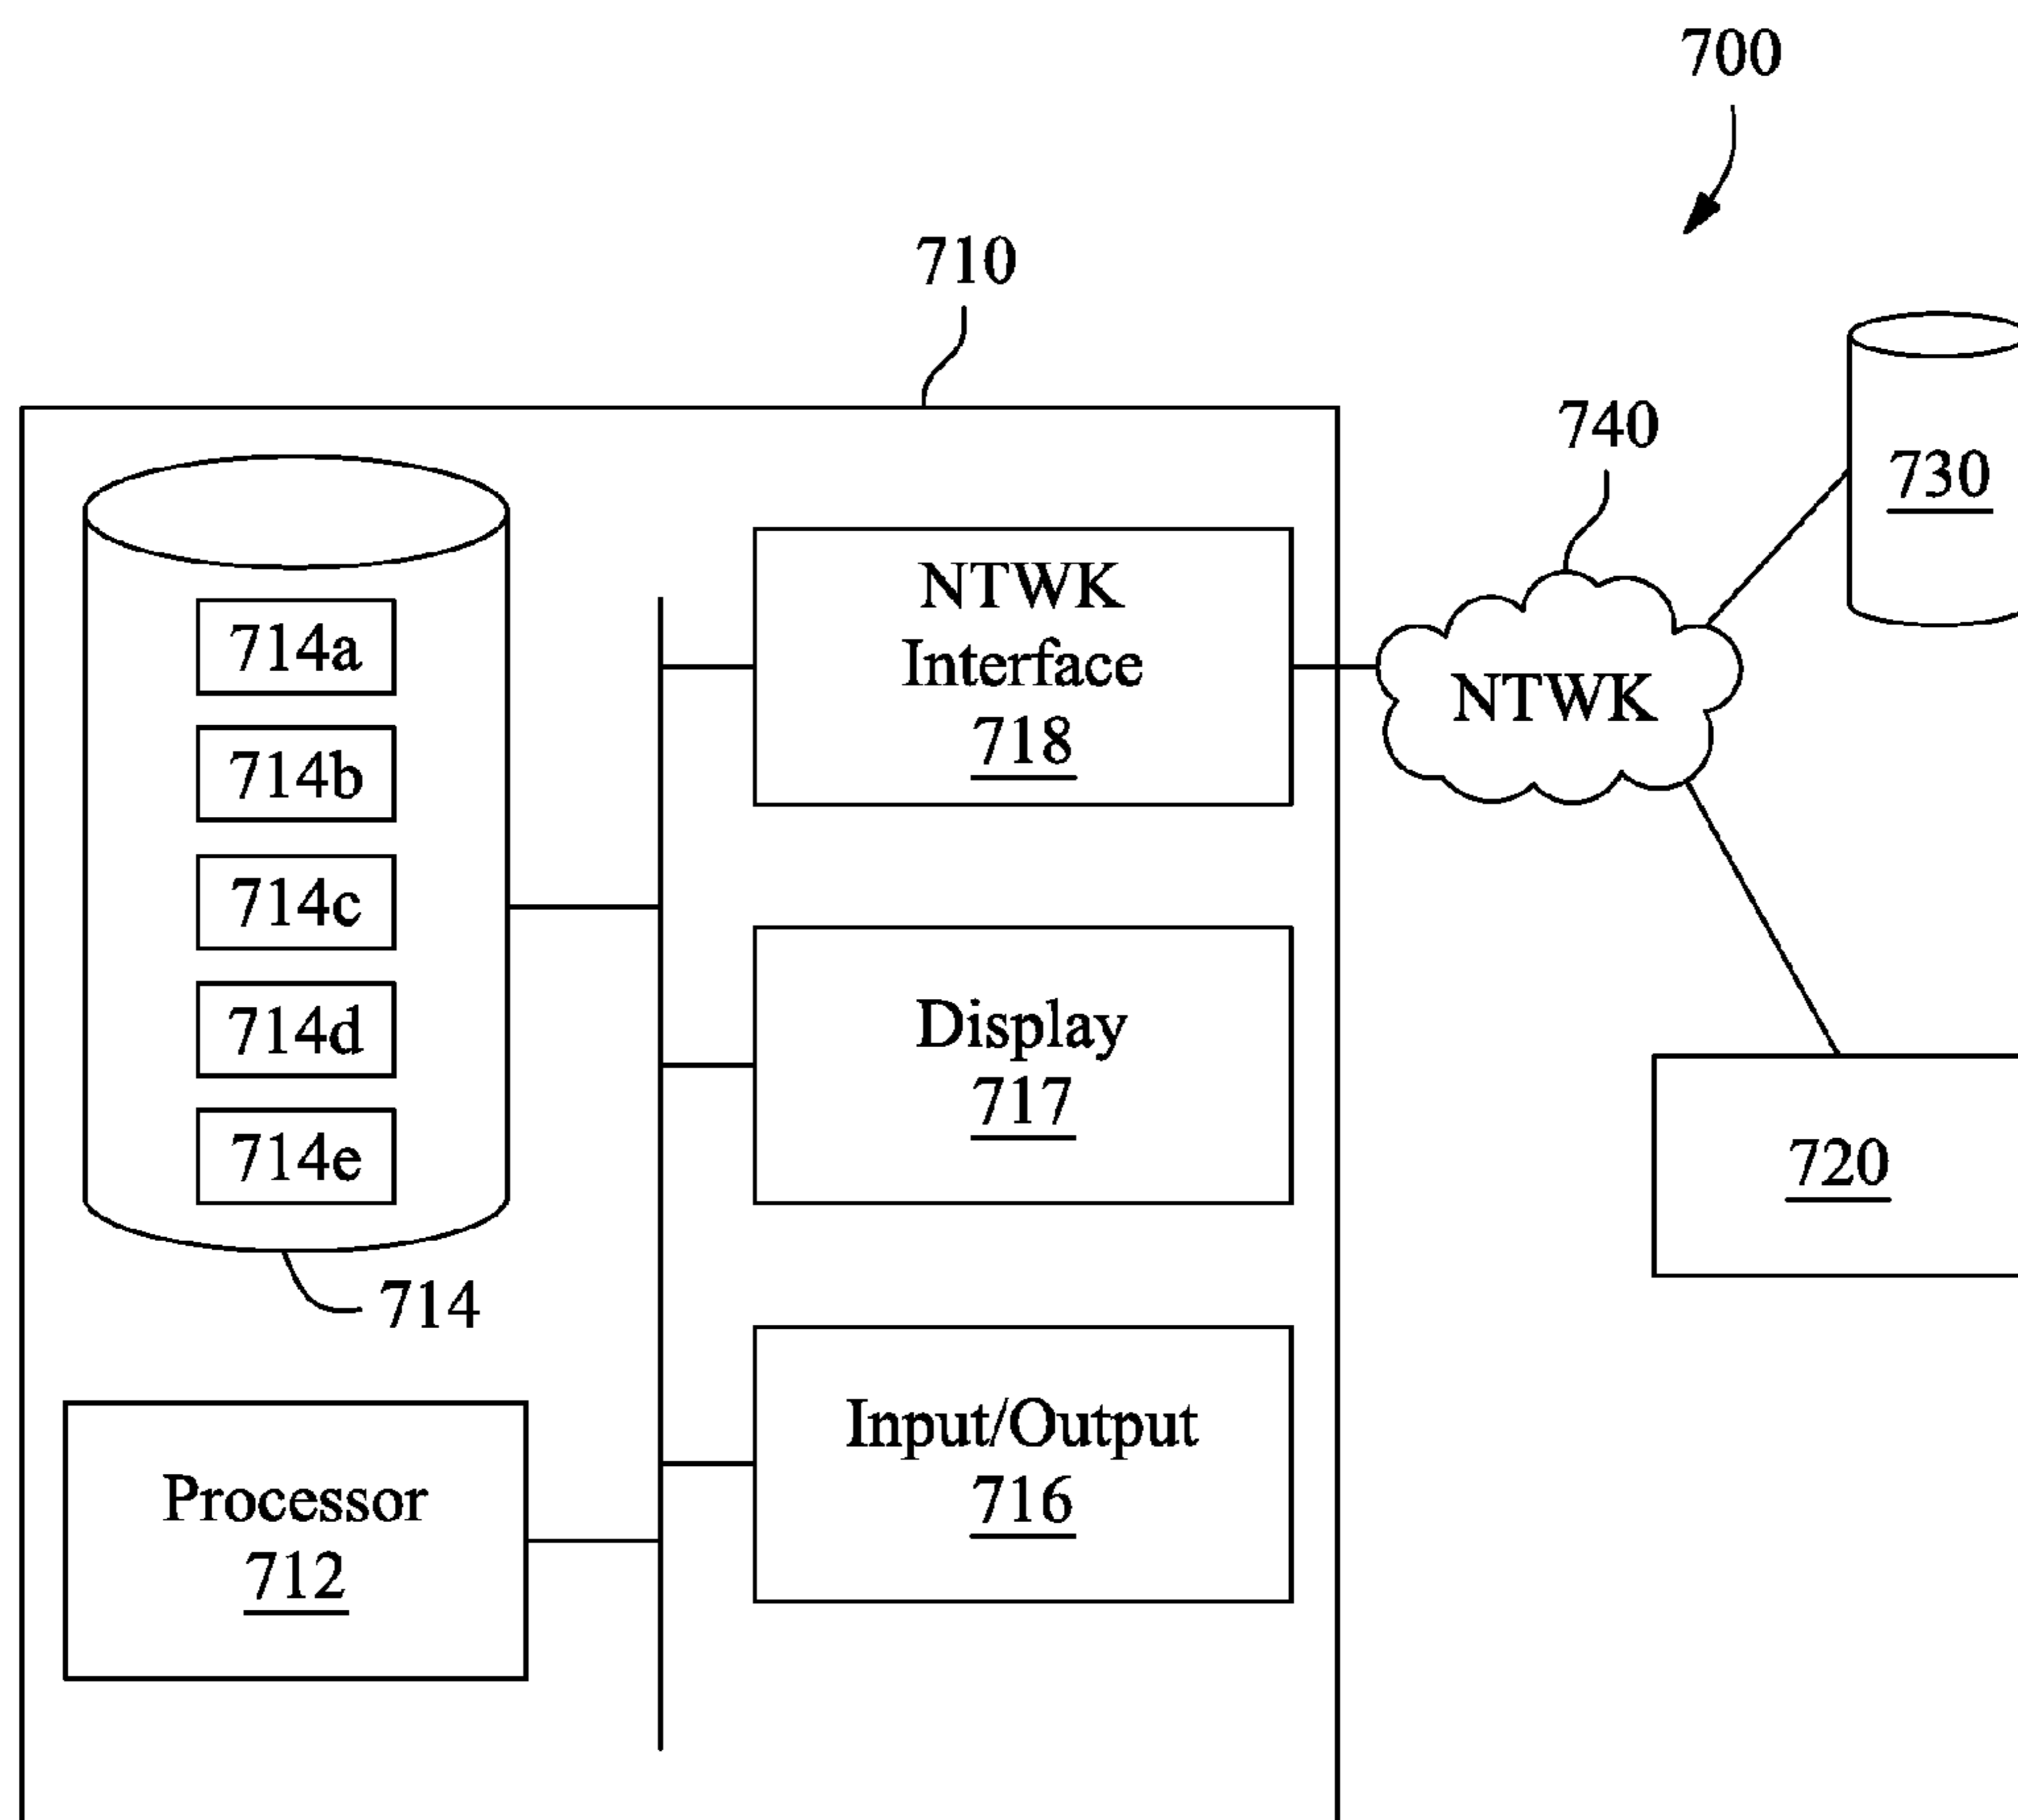 700
710
740
730
714a
714b
714c
714d
714e
714
Processor
712
NTWK
Interface
718
Display
717
Input/Output
716
NTWK
720